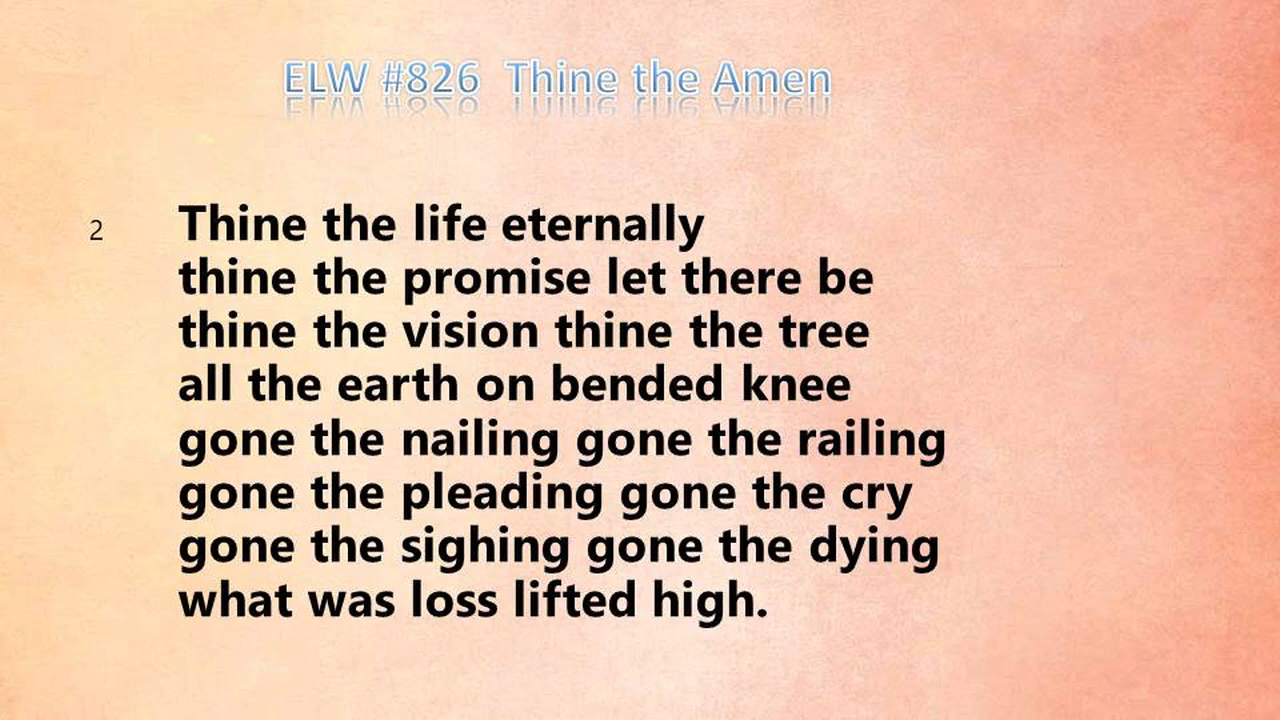 ELW #826 Thine the Amen
2 Thine the life eternally
thine the promise let there be
thine the vision thine the tree
all the earth on bended knee
gone the nailing gone the railing
gone the pleading gone the cry
gone the sighing gone the dying
what was loss lifted high.